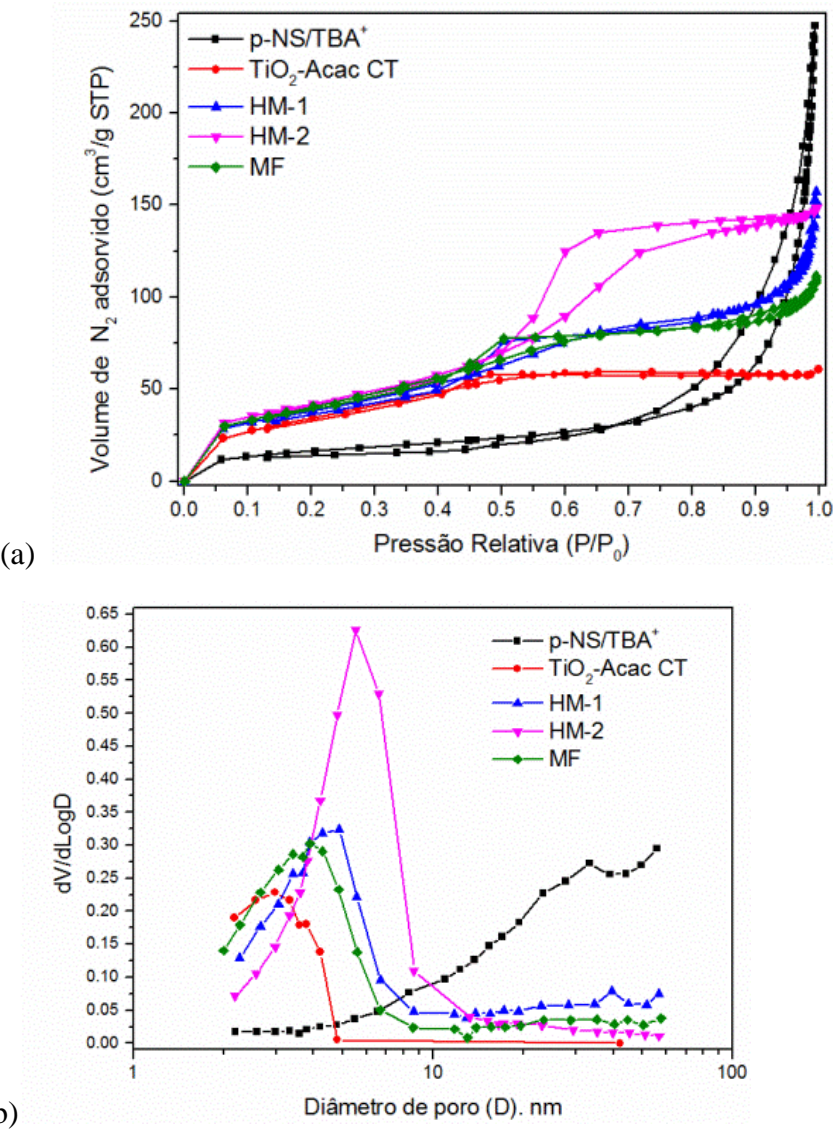 250
200
150
100
50
0
Volume de N2 adsorvido (cm3/g STP)
p-NS/TBA+
TiO2-Acac CT
HM-1
HM-2
MF
0.0 0.1 0.2 0.3 0.4 0.5 0.6 0.7 0.8 0.9 1.0
Pressão Relativa (P/P0)
(a)
0.65
0.60
0.55
0.50
0.45
0.40
0.35
0.30
0.25
0.20
0.15
0.10
0.05
0.00
dV/dLogD
p-NS/TBA+
TiO2-Acac CT
HM-1
HM-2
MF
1 10 100
Diâmetro de poro (D). nm
b)